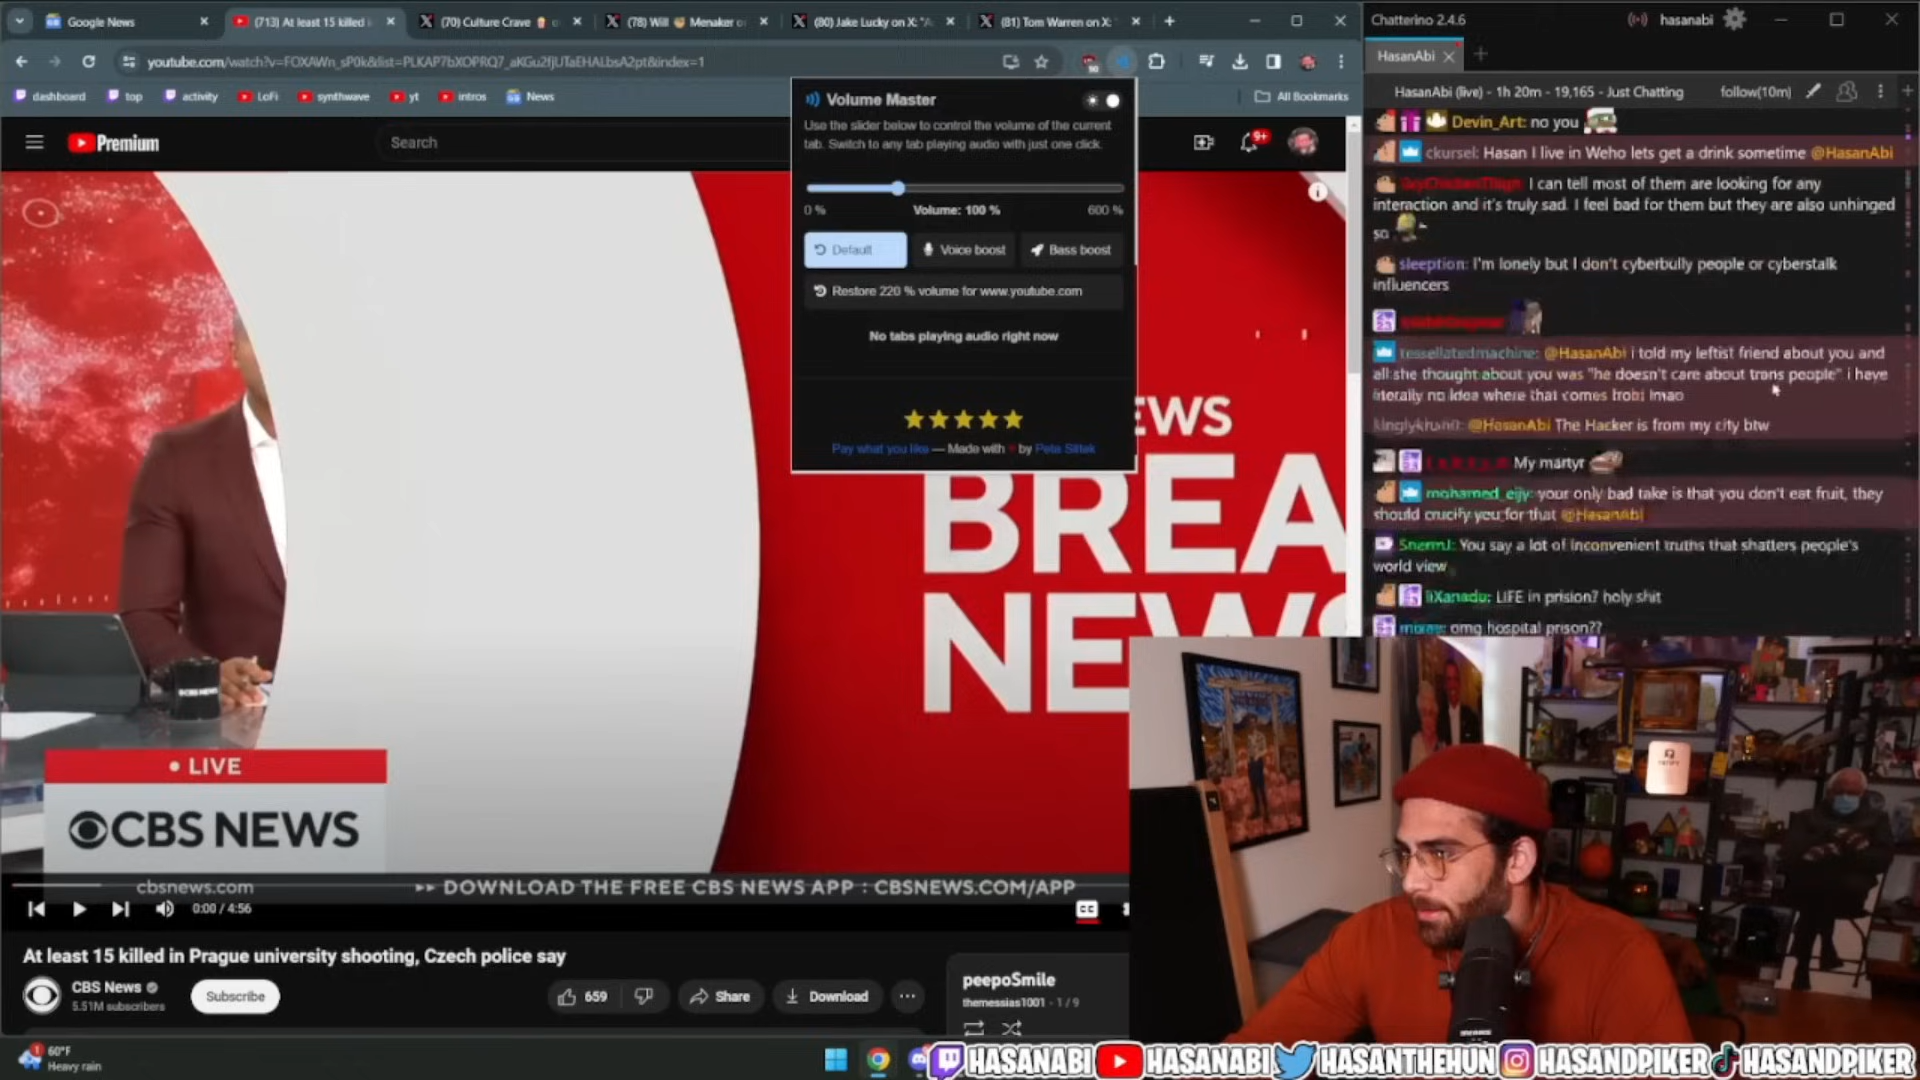 Google News
(713) At least 15 killed i
(70) Culture Crave
(78) Will
Menaker o
(80) Jake Lucky on X: "A
(81) Tom Warren on X:
youtube.com/watch?v=FOXAWn_sP0k&list=PLKAP7bXOPRQ7_aKGu2fjUTaEHALbsA2pt&index=1
dashboard
top
activity
LoFi
synthwave
yt
intros
News
All Bookmarks
Premium
Search
9+
Volume Master
Use the slider below to control the volume of the current
tab. Switch to any tab playing audio with just one click.
0 %
Volume: 100 %
600 %
Default
Voice boost
Bass boost
Restore 220 % volume for www.youtube.com
No tabs playing audio right now
Pay what you like — Made with
by Peta Sittek
EWS
BREA
NEWS
LIVE
CBS NEWS
cbsnews.com
DOWNLOAD THE FREE CBS NEWS APP : CBSNEWS.COM/APP
0:00 / 4:56
CC
At least 15 killed in Prague university shooting, Czech police say
CBS News
5.51M subscribers
Subscribe
659
Share
Download
peepoSmile
themessias1001 - 1 / 9
60°F
Heavy rain
Chatterino 2.4.6
hasanabi
HasanAbi
HasanAbi (live) - 1h 20m - 19,165 - Just Chatting
follow(10m)
Devin_Art: no you
ckursel: Hasan I live in Weho lets get a drink sometime @HasanAbi
I can tell most of them are looking for any
interaction and it's truly sad. I feel bad for them but they are also unhinged
so
sleeption: I'm lonely but I don't cyberbully people or cyberstalk
influencers
tessellatedmachine: @HasanAbi i told my leftist friend about you and
all she thought about you was "he doesn't care about trans people" i have
literally no idea where that comes from lmao
@HasanAbi The Hacker is from my city btw
My martyr
mohamed_ejjy: your only bad take is that you don't eat fruit, they
should crucify you for that @HasanAbi
You say a lot of inconvenient truths that shatters people's
world view
iXanadu: LIFE in prision? holy shit
omg hospital prison??
HASANABI
HASANABI
HASANTHEHUN
HASANDPIKER
HASANDPIKER